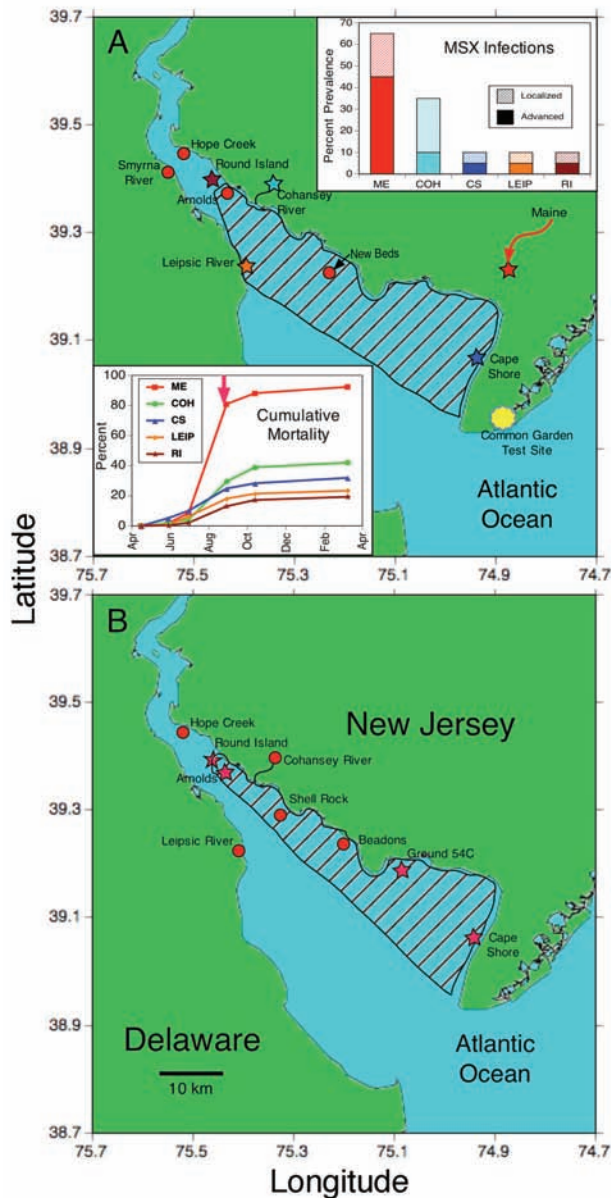 39.7
39.5
39.3
39.1
38.9
38.7
A
MSX Infections
Percent Prevalence
70
60
50
40
30
20
10
0
Localized
Advanced
ME
COH
CS
LEIP
RI
Hope Creek
Smyrna
River
Round Island
Arnolds
Cohansey
River
Leipsic River
New Beds
Maine
Cape
Shore
Common Garden
Test Site
Atlantic
Ocean
Percent
100
80
60
40
20
0
ME
COH
CS
LEIP
RI
Cumulative
Mortality
Apr
Jun
Aug
Oct
Dec
Feb
Apr
75.7
75.5
75.3
75.1
74.9
74.7
Latitude
39.7
39.5
39.3
39.1
38.9
38.7
B
Hope Creek
Round Island
Arnolds
Cohansey River
New Jersey
Shell Rock
Leipsic River
Beadons
Ground 54C
Cape
Shore
Delaware
10 km
Atlantic
Ocean
75.7
75.5
75.3
75.1
74.9
74.7
Longitude